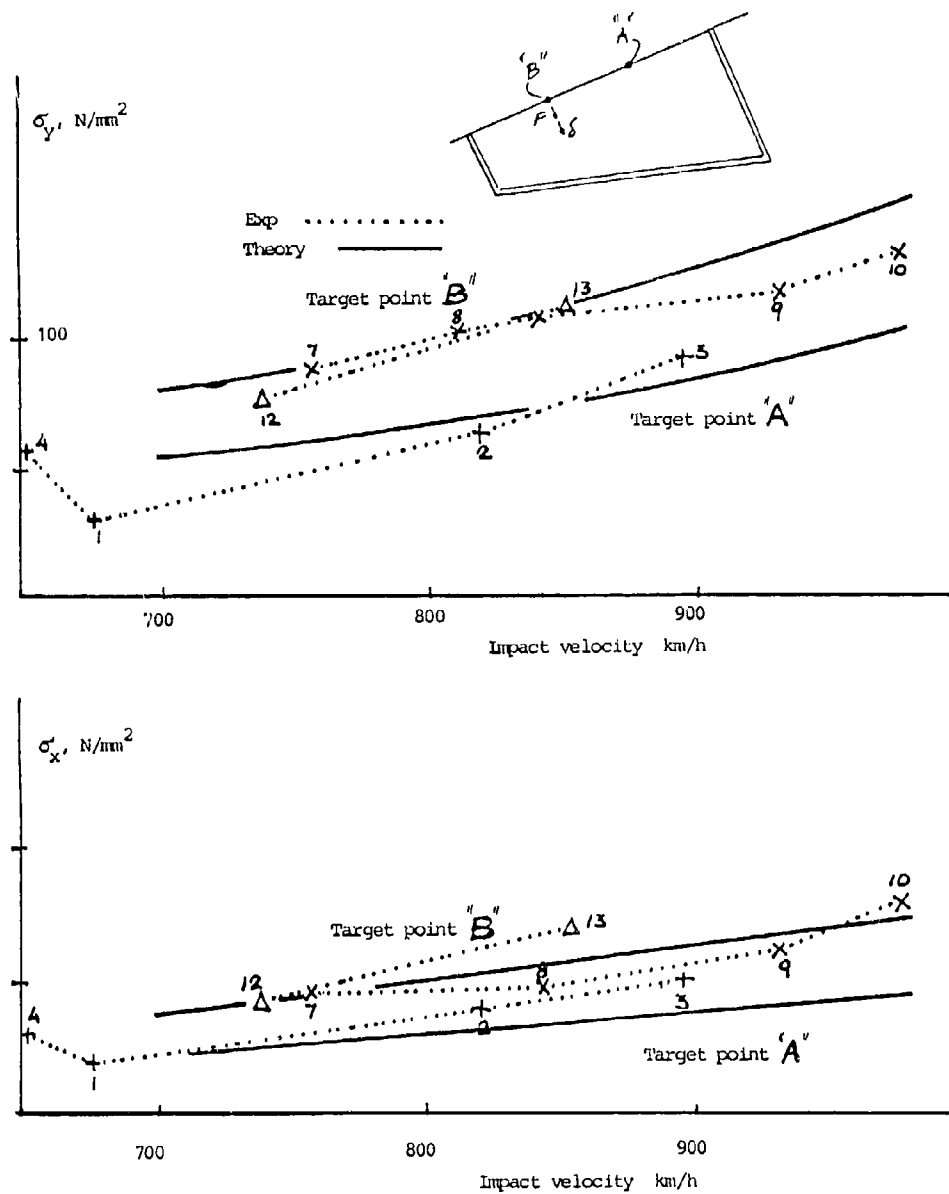 "A"
"B"
F
δ
σy, N/mm²
Exp
Theory
Target point "B"
13
10
9
8
7
100
12
3
Target point "A"
4
2
1
700 800 900
Impact velocity km/h
σx, N/mm²
10
Target point "B"
13
9
8
12
7
3
4
2
Target point "A"
1
700 800 900
Impact velocity km/h